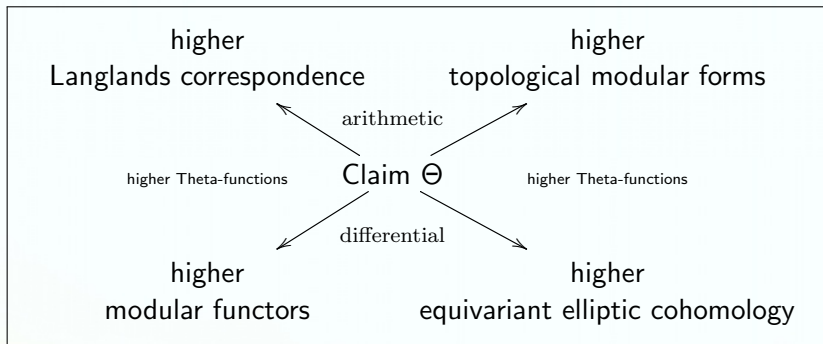 higher
Langlands correspondence
higher
topological modular forms
arithmetic
higher Theta-functions
Claim Θ
higher Theta-functions
differential
higher
modular functors
higher
equivariant elliptic cohomology